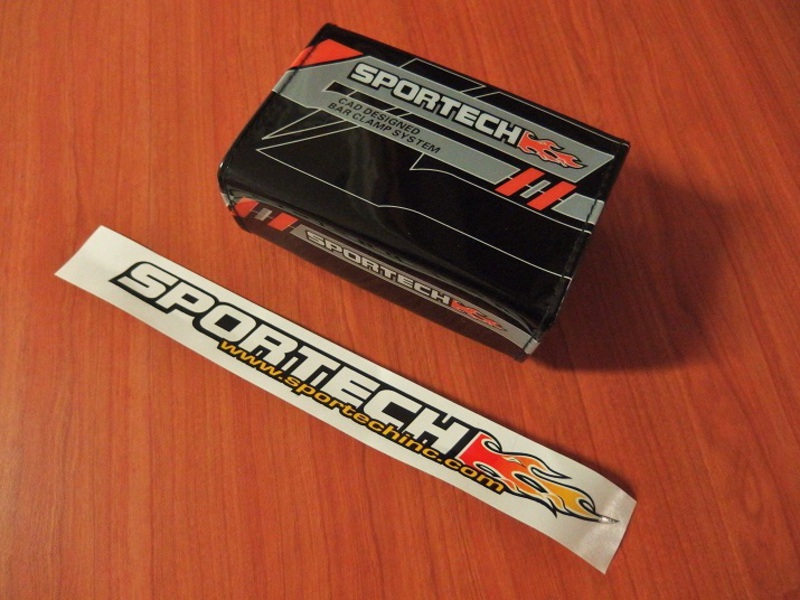 SPORTECH
CAD DESIGNED
BAR CLAMP SYSTEM
SPORTECH
SPORTECH
www.sportechinc.com